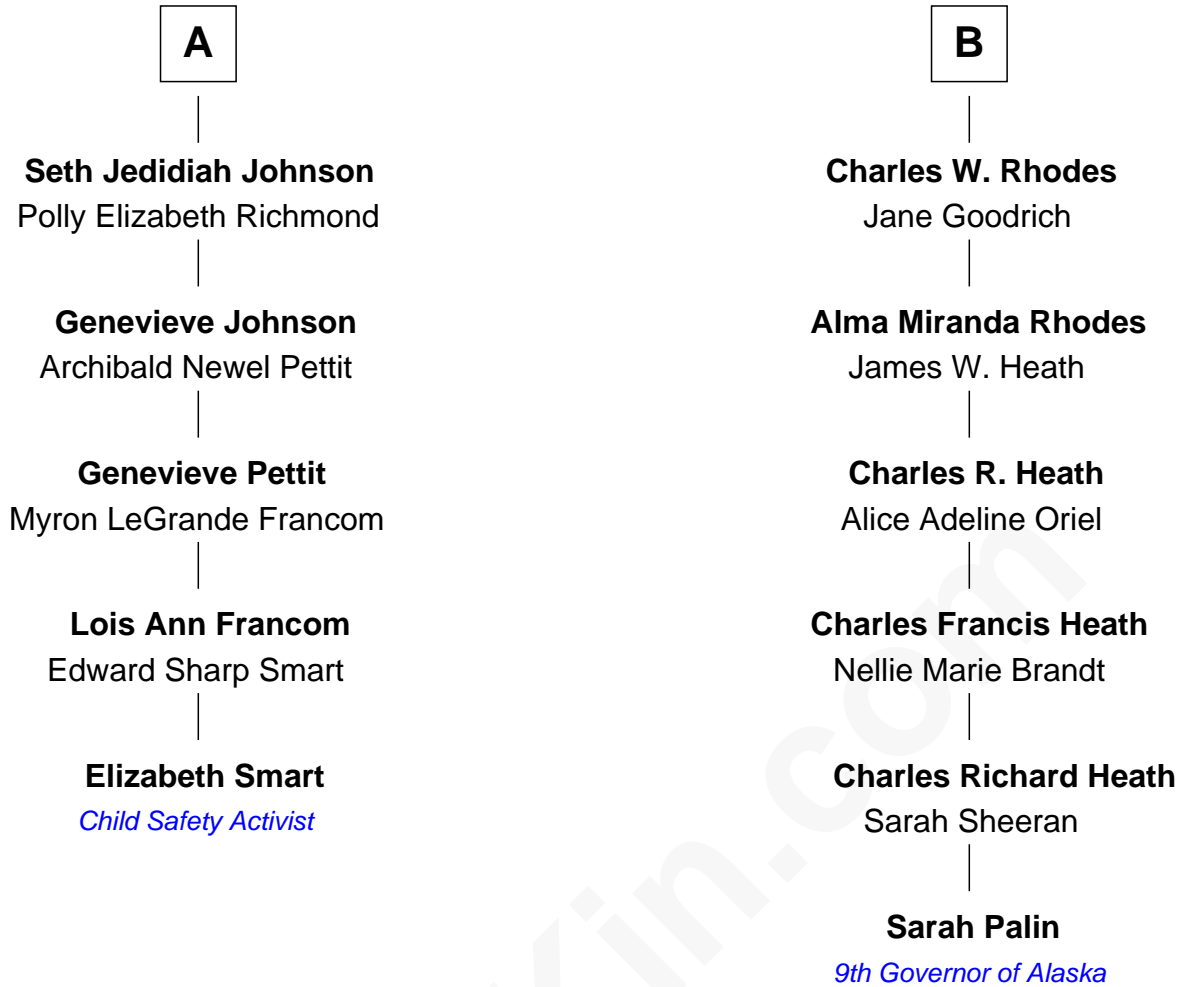 A
Seth Jedidiah Johnson
Polly Elizabeth Richmond
Genevieve Johnson
Archibald Newel Pettit
Genevieve Pettit
Myron LeGrande Francom
Lois Ann Francom
Edward Sharp Smart
Elizabeth Smart
Child Safety Activist
B
Charles W. Rhodes
Jane Goodrich
Alma Miranda Rhodes
James W. Heath
Charles R. Heath
Alice Adeline Oriel
Charles Francis Heath
Nellie Marie Brandt
Charles Richard Heath
Sarah Sheeran
Sarah Palin
9th Governor of Alaska
Kin.com